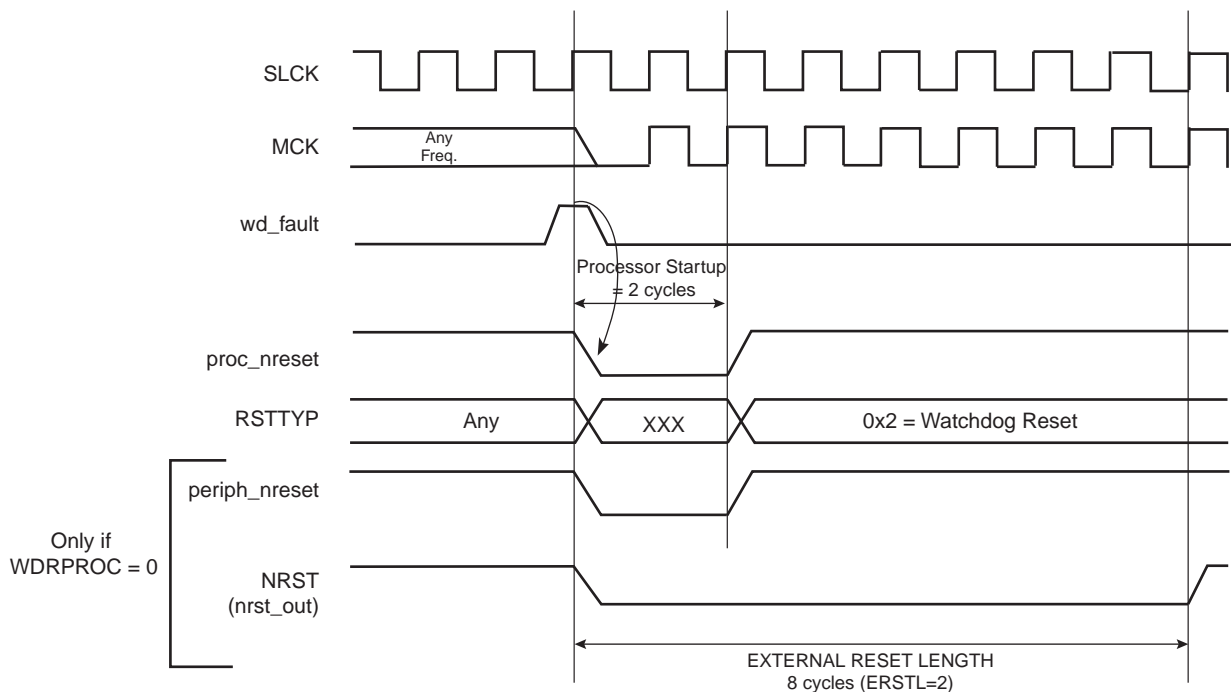 SLCK
MCK
Any
Freq.
wd_fault
Processor Startup
= 2 cycles
proc_nreset
RSTTYP
Any
XXX
0x2 = Watchdog Reset
periph_nreset
Only if
WDRPROC = 0
NRST
(nrst_out)
EXTERNAL RESET LENGTH
8 cycles (ERSTL=2)